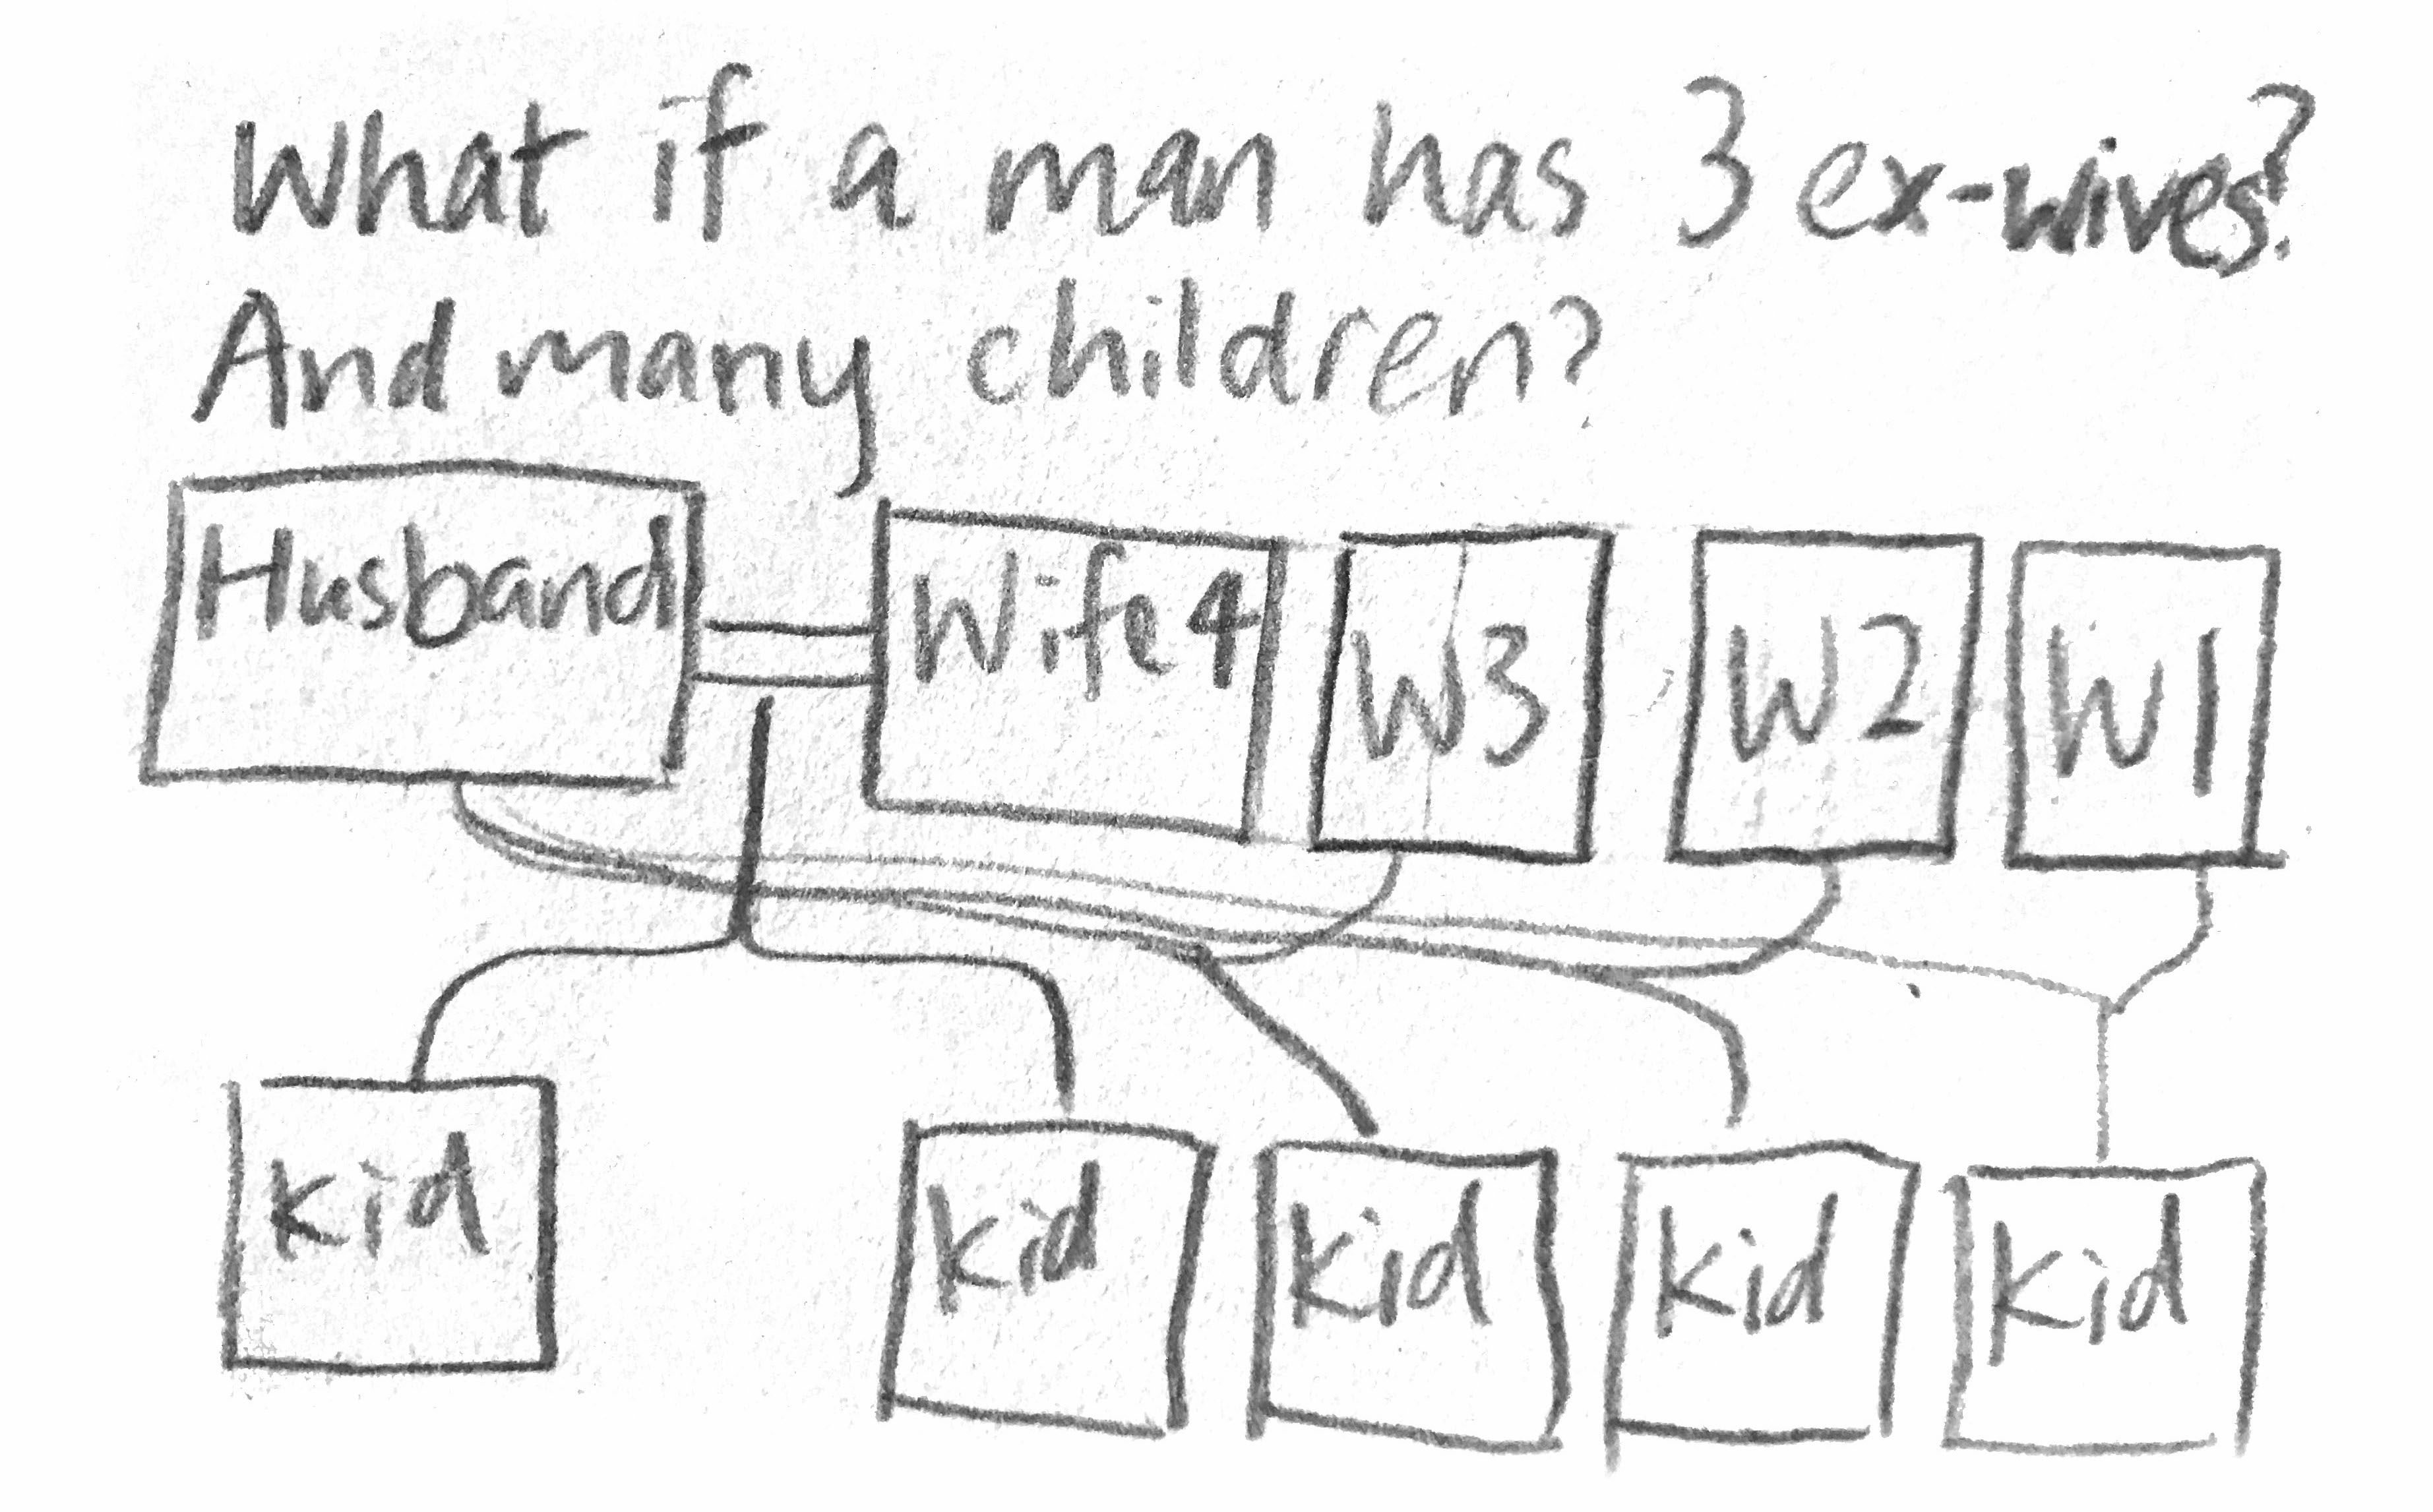 What if a man has 3 ex-wives?
And many children?
Husband
Wife 4
W3
W2
W1
kid
kid
kid
kid
kid